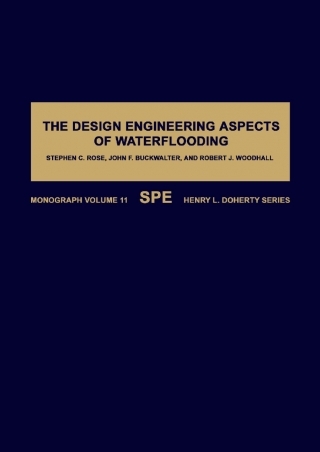 THE DESIGN ENGINEERING ASPECTS
OF WATERFLOODING
STEPHEN C. ROSE, JOHN F. BUCKWALTER, AND ROBERT J. WOODHALL
MONOGRAPH VOLUME 11 SPE HENRY L. DOHERTY SERIES